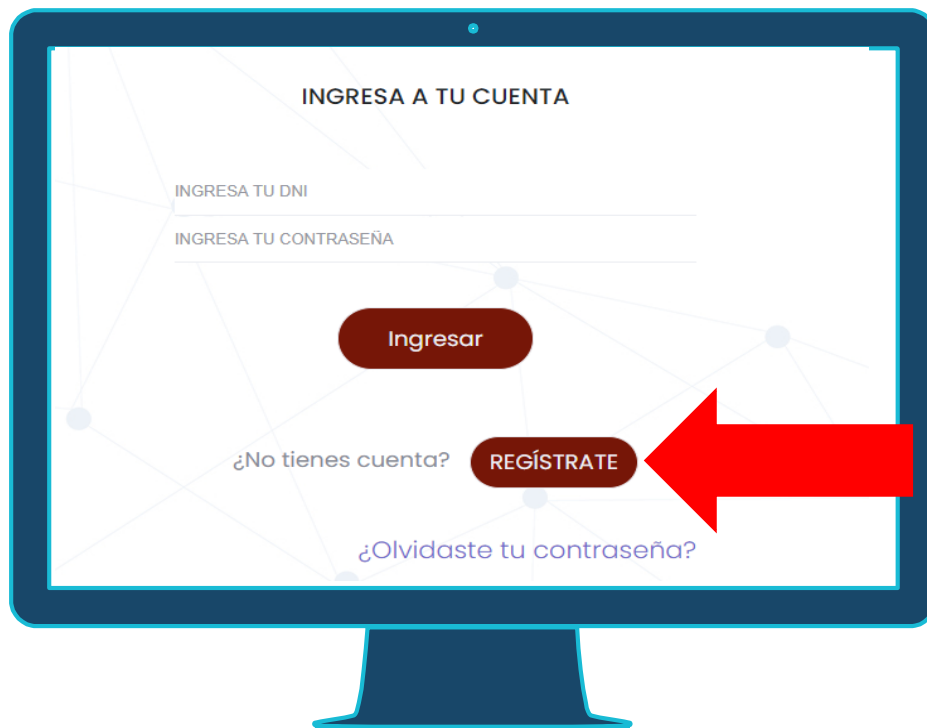 INGRESA A TU CUENTA
INGRESA TU DNI
INGRESA TU CONTRASEÑA
Ingresar
¿No tienes cuenta? REGÍSTRATE
¿Olvidaste tu contraseña?